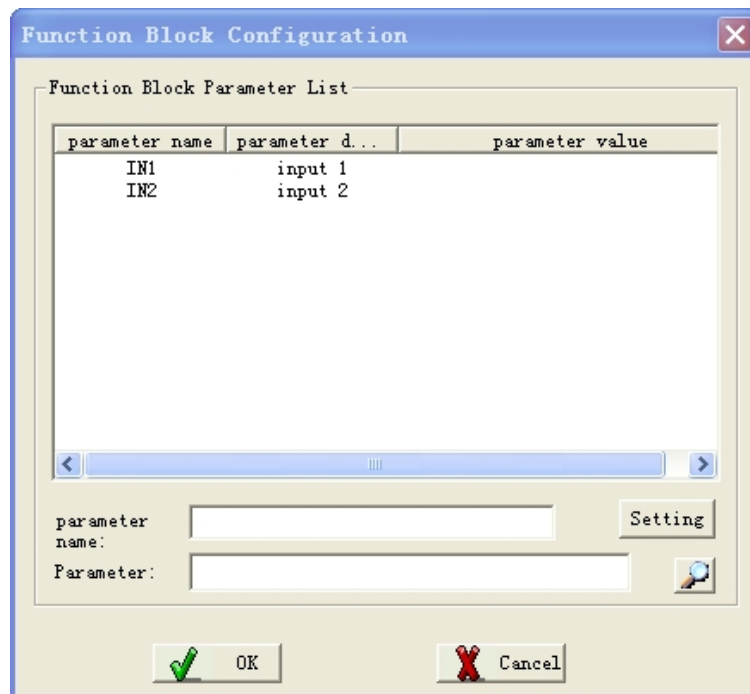 Function Block Configuration
Function Block Parameter List
parameter name parameter d... parameter value
IN1 input 1
IN2 input 2
parameter name:
Setting
Parameter:
OK Cancel